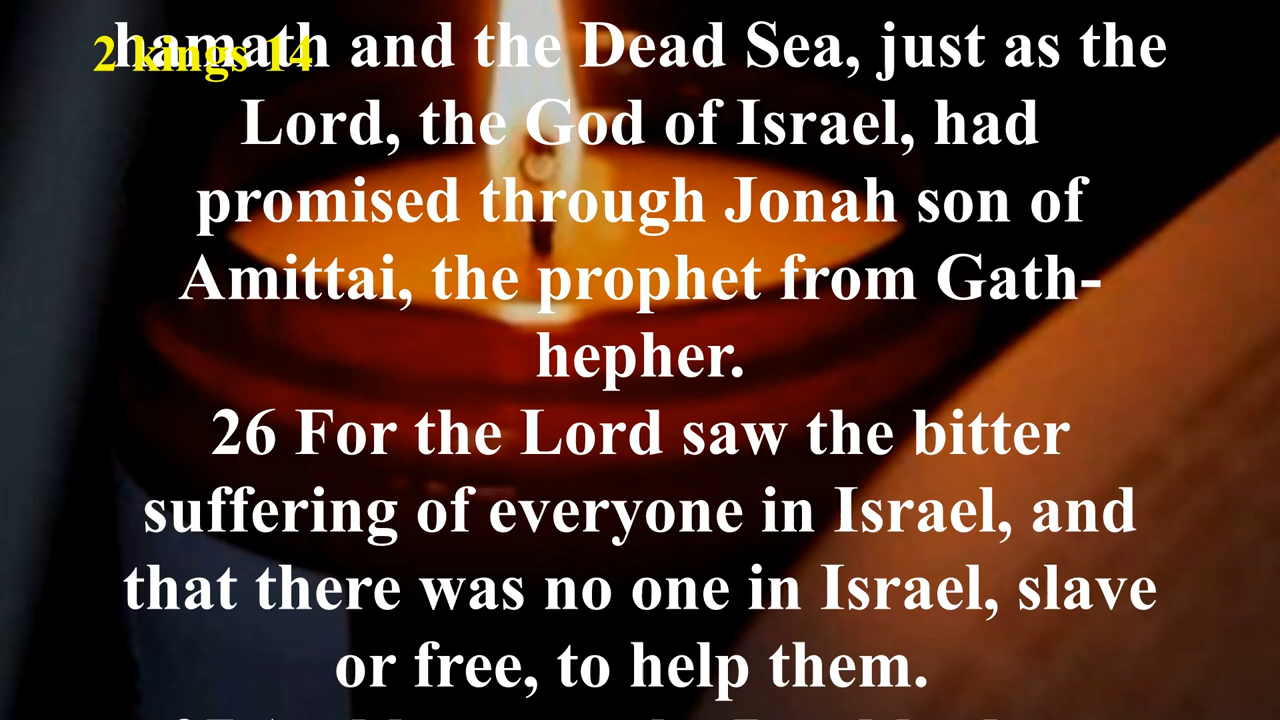 2 kings 14
hamath and the Dead Sea, just as the
Lord, the God of Israel, had
promised through Jonah son of
Amittai, the prophet from Gath-
hepher.
26 For the Lord saw the bitter
suffering of everyone in Israel, and
that there was no one in Israel, slave
or free, to help them.